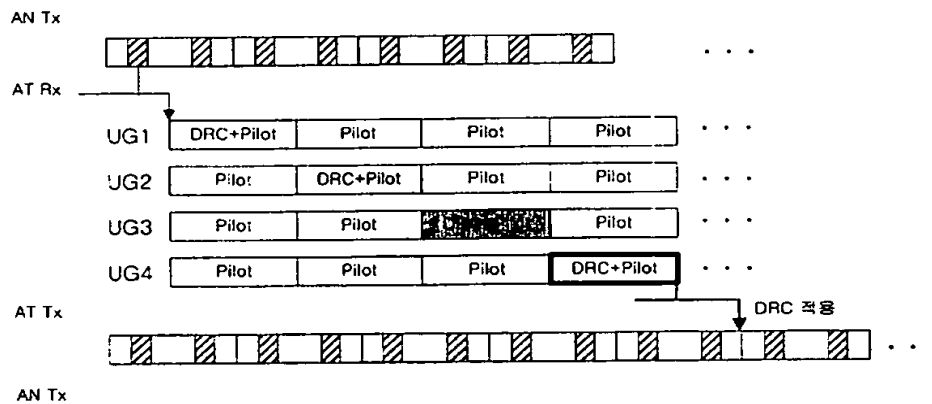 AN Tx
. . .
AT Rx
UG1 DRC+Pilot Pilot Pilot Pilot . . .
UG2 Pilot DRC+Pilot Pilot Pilot . . .
UG3 Pilot Pilot Pilot . . .
UG4 Pilot Pilot Pilot DRC+Pilot . . .
AT Tx
DRC 적용
. .
AN Tx